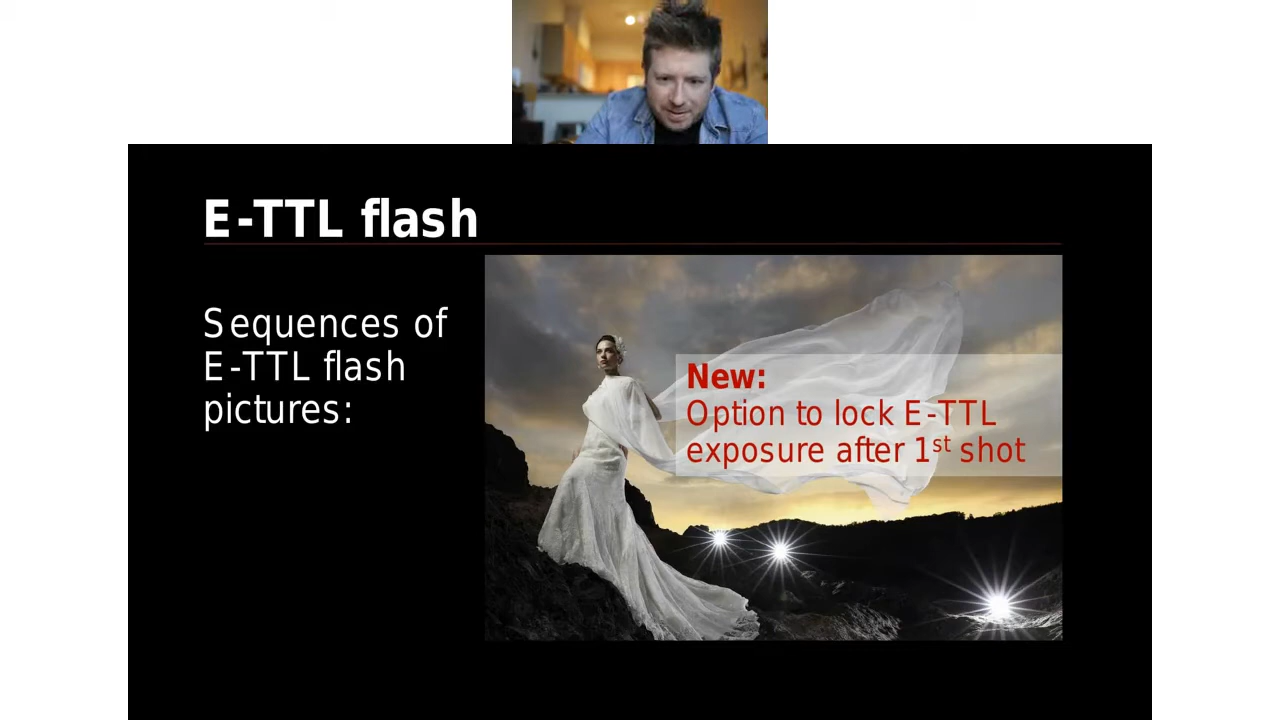 E-TTL flash
Sequences of
E-TTL flash
pictures:
New:
Option to lock E-TTL
exposure after 1st shot